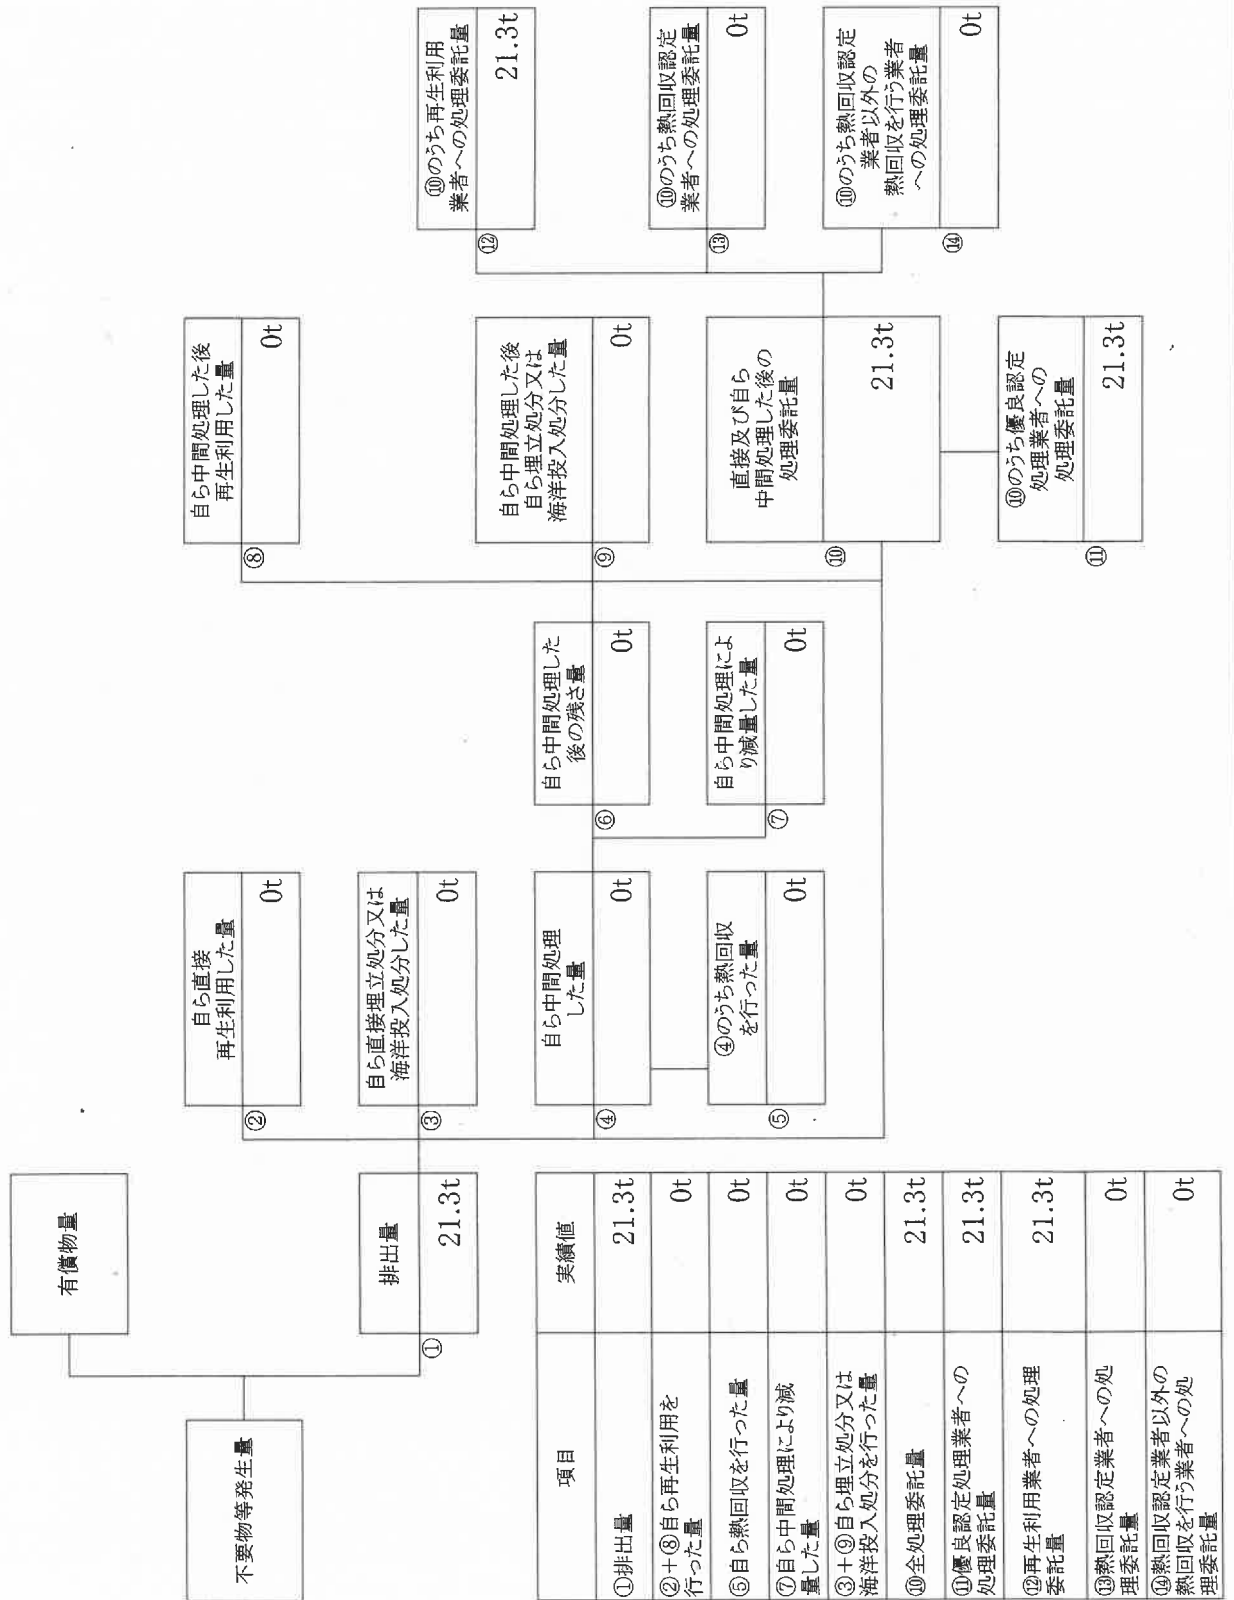 不要物等発生量
有償物量
①
排出量
21.3t
②
自ら直接
再生利用した量
0t
③
自ら直接埋立処分又は
海洋投入処分した量
0t
④
自ら中間処理
した量
0t
⑤
④のうち熱回収
を行った量
0t
⑥
自ら中間処理した
後の残さ量
0t
⑦
自ら中間処理によ
り減量した量
0t
⑧
自ら中間処理した後
再生利用した量
0t
⑨
自ら中間処理した後
自ら埋立処分又は
海洋投入処分した量
0t
⑩
直接及び自ら
中間処理した後の
処理委託量
21.3t
⑪
⑩のうち優良認定
処理業者への
処理委託量
21.3t
⑫
⑩のうち再生利用
業者への処理委託量
21.3t
⑬
⑩のうち熱回収認定
業者への処理委託量
0t
⑭
⑩のうち熱回収認定
業者以外の
熱回収を行う業者
への処理委託量
0t
項目 実績値
①排出量 21.3t
②+⑧自ら再生利用を
行った量 0t
⑤自ら熱回収を行った量 0t
⑦自ら中間処理により減
量した量 0t
③+⑨自ら埋立処分又は
海洋投入処分を行った量 0t
⑩全処理委託量 21.3t
⑪優良認定処理業者への
処理委託量 21.3t
⑫再生利用業者への処理
委託量 21.3t
⑬熱回収認定業者への処
理委託量 0t
⑭熱回収認定業者以外の
熱回収を行う業者への処
理委託量 0t